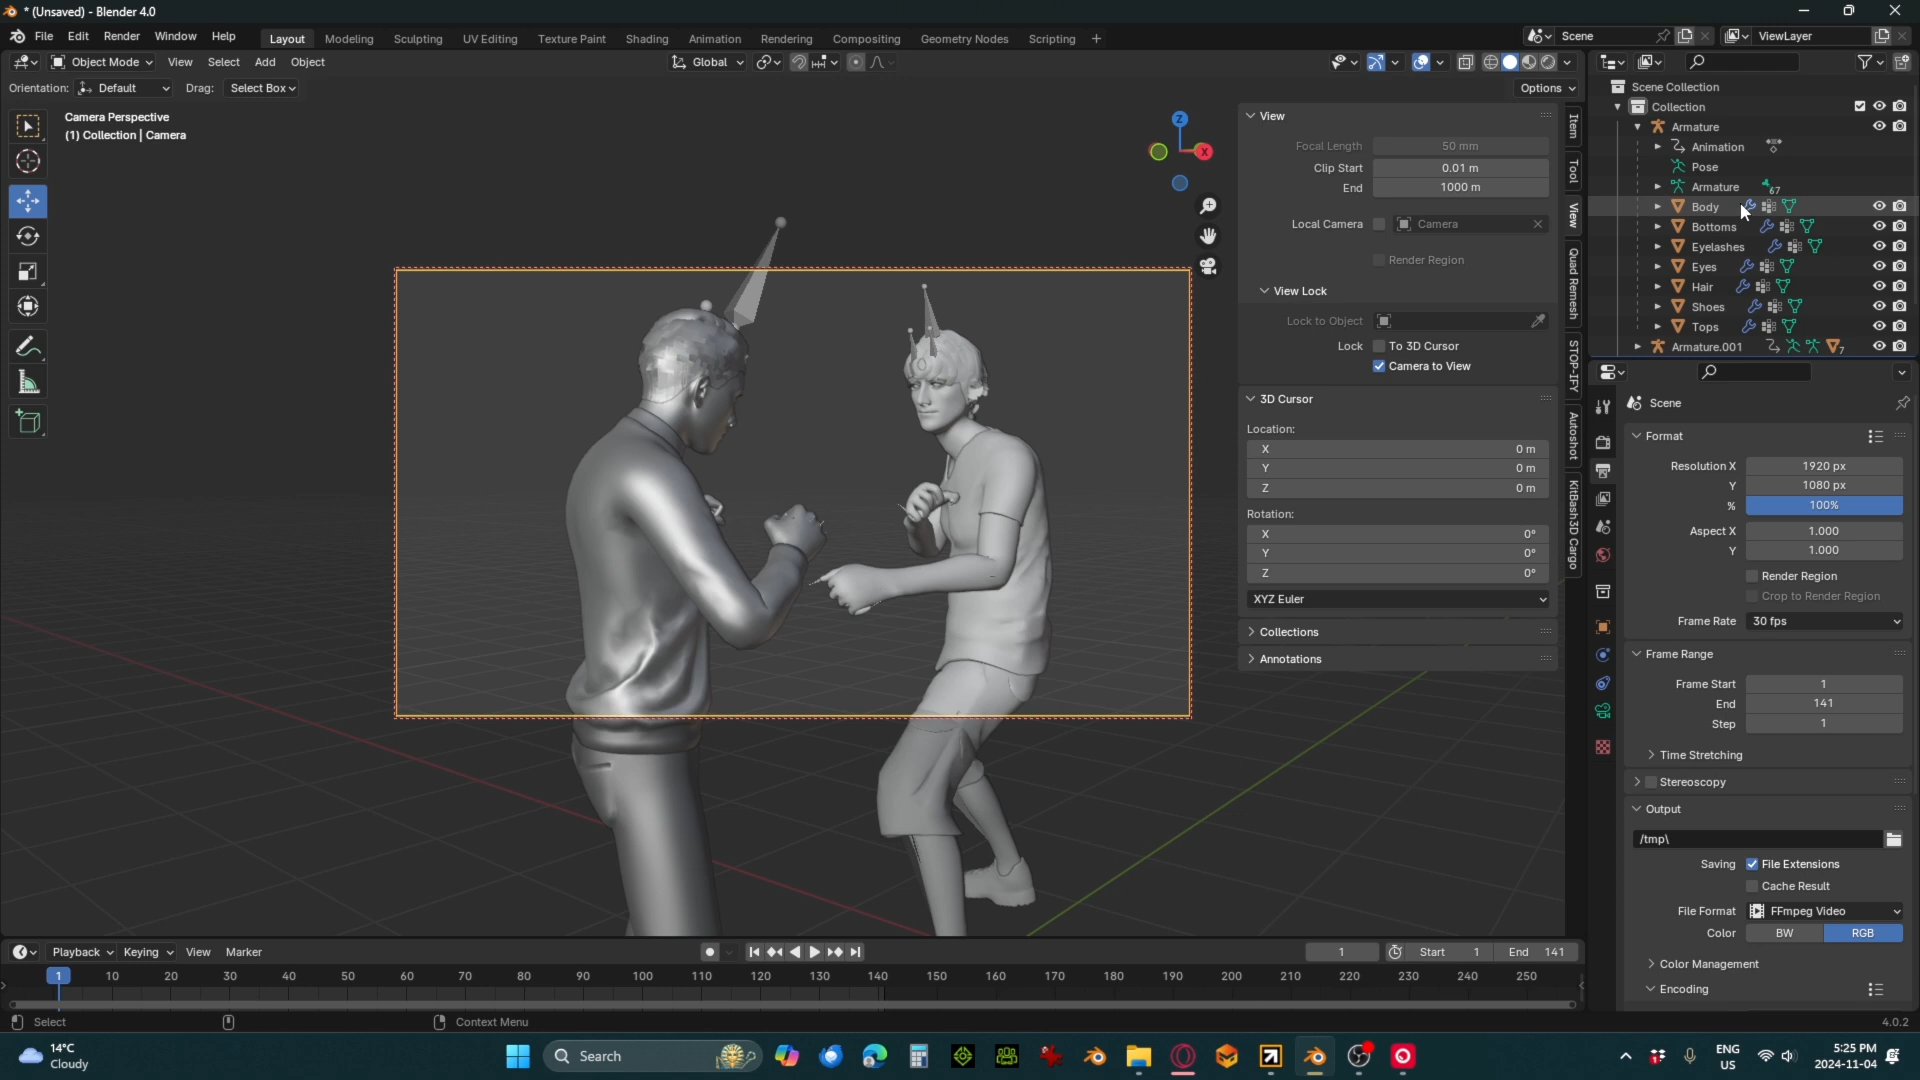 * (Unsaved) - Blender 4.0
File Edit Render Window Help Layout Modeling Sculpting UV Editing Texture Paint Shading Animation Rendering Compositing Geometry Nodes Scripting + Scene ViewLayer
Object Mode View Select Add Object Global
Orientation: Default Drag: Select Box Options
Camera Perspective
(1) Collection | Camera
Z
X
View
Focal Length 50 mm
Clip Start 0.01 m
End 1000 m
Local Camera Camera
Render Region
View Lock
Lock to Object
Lock To 3D Cursor
Camera to View
3D Cursor
Location:
X 0 m
Y 0 m
Z 0 m
Rotation:
X 0°
Y 0°
Z 0°
XYZ Euler
Collections
Annotations
Item
Tool
View
Quad Remesh
STOP-IFY
Autoshot
KitBash3D Cargo
Scene Collection
Collection
Armature
Animation
Pose
Armature 67
Body
Bottoms
Eyelashes
Eyes
Hair
Shoes
Tops
Armature.001 7
Scene
Format
Resolution X 1920 px
Y 1080 px
% 100%
Aspect X 1.000
Y 1.000
Render Region
Crop to Render Region
Frame Rate 30 fps
Frame Range
Frame Start 1
End 141
Step 1
Time Stretching
Stereoscopy
Output
/tmp\
Saving File Extensions
Cache Result
File Format FFmpeg Video
Color BW RGB
Color Management
Encoding
Playback Keying View Marker 1 Start 1 End 141
1 10 20 30 40 50 60 70 80 90 100 110 120 130 140 150 160 170 180 190 200 210 220 230 240 250
Select Context Menu 4.0.2
14°C
Cloudy
Search
ENG
US
5:25 PM
2024-11-04